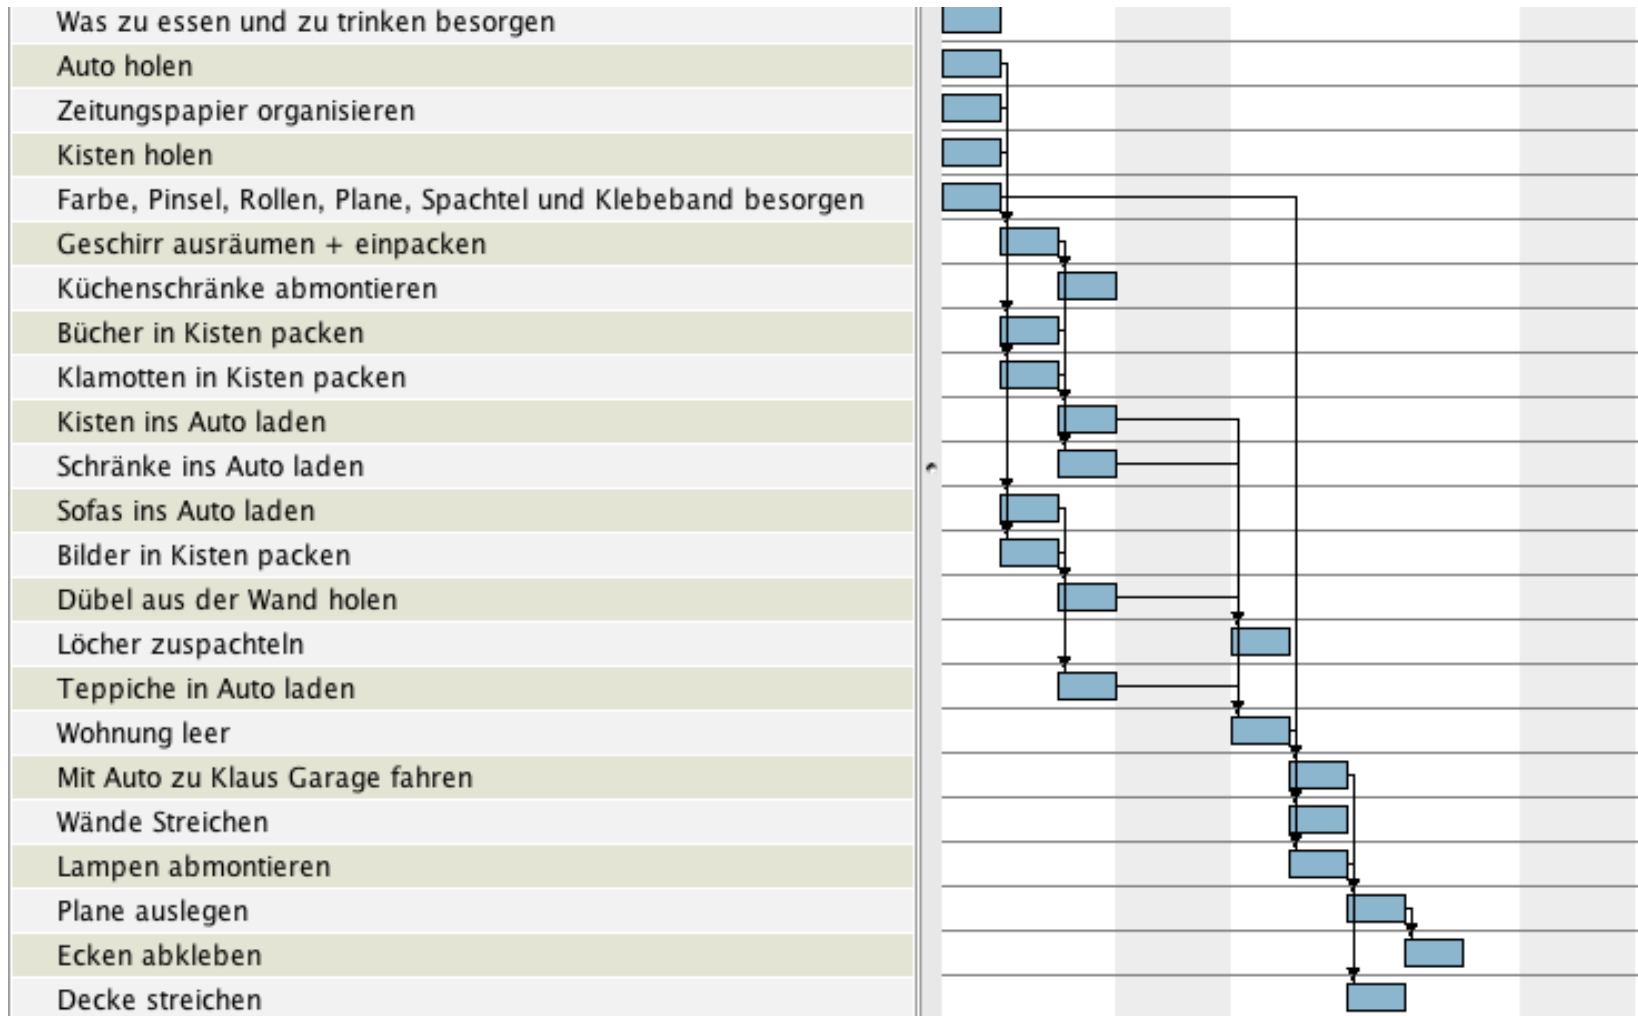 Was zu essen und zu trinken besorgen
Auto holen
Zeitungspapier organisieren
Kisten holen
Farbe, Pinsel, Rollen, Plane, Spachtel und Klebeband besorgen
Geschirr ausräumen + einpacken
Küchenschränke abmontieren
Bücher in Kisten packen
Klamotten in Kisten packen
Kisten ins Auto laden
Schränke ins Auto laden
Sofas ins Auto laden
Bilder in Kisten packen
Dübel aus der Wand holen
Löcher zuspachteln
Teppiche in Auto laden
Wohnung leer
Mit Auto zu Klaus Garage fahren
Wände Streichen
Lampen abmontieren
Plane auslegen
Ecken abkleben
Decke streichen